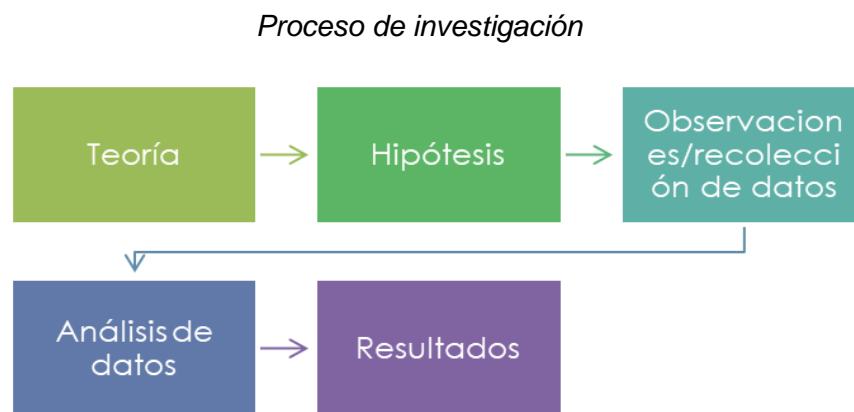 Proceso de investigación
Teoría
Hipótesis
Observacion
es/recolecci
ón de datos
Análisis de
datos
Resultados